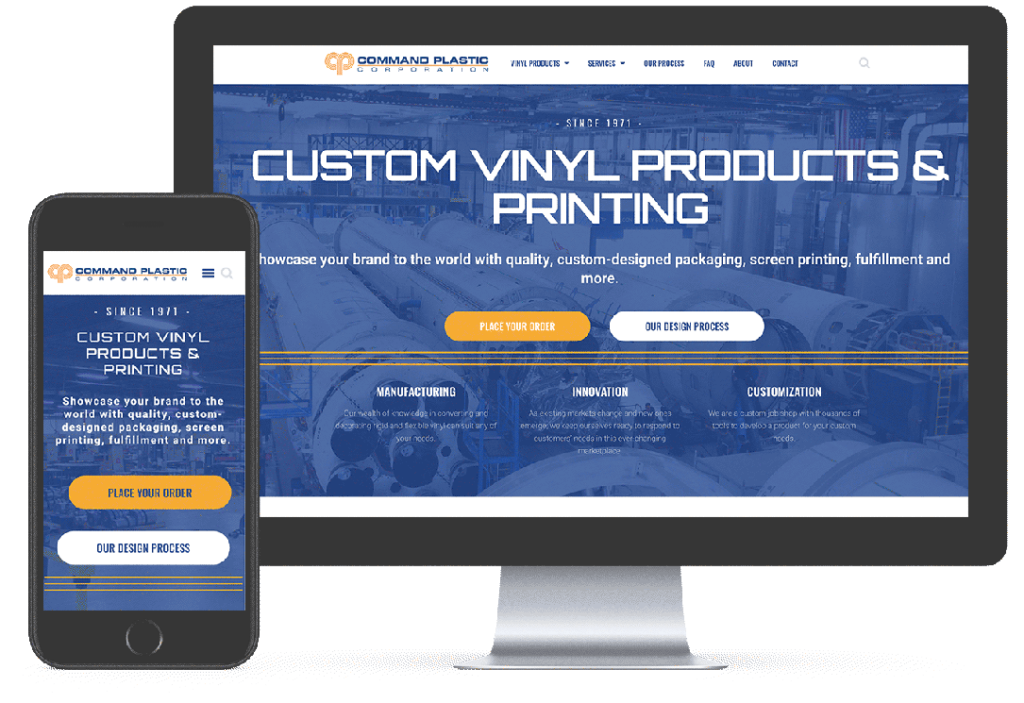 COMMAND PLASTIC
CORPORATION
VINYL PRODUCTS
SERVICES
OUR PROCESS
FAQ
ABOUT
CONTACT
- SINCE 1971 -
CUSTOM VINYL PRODUCTS &
PRINTING
howcase your brand to the world with quality, custom-designed packaging, screen printing, fulfillment and
more.
PLACE YOUR ORDER
OUR DESIGN PROCESS
MANUFACTURING
Our wealth of knowledge in converting and
decorating rigid and flexible vinyl can suit any of
your needs.
INNOVATION
As existing markets change and new ones
emerge, we keep ourselves ready to respond to
customers' needs in this ever changing
marketplace.
CUSTOMIZATION
We are a custom job shop with thousands of
tools to develop a product for your custom
needs.
COMMAND PLASTIC
CORPORATION
- SINCE 1971 -
CUSTOM VINYL
PRODUCTS &
PRINTING
Showcase your brand to the
world with quality, custom-
designed packaging, screen
printing, fulfillment and more.
PLACE YOUR ORDER
OUR DESIGN PROCESS